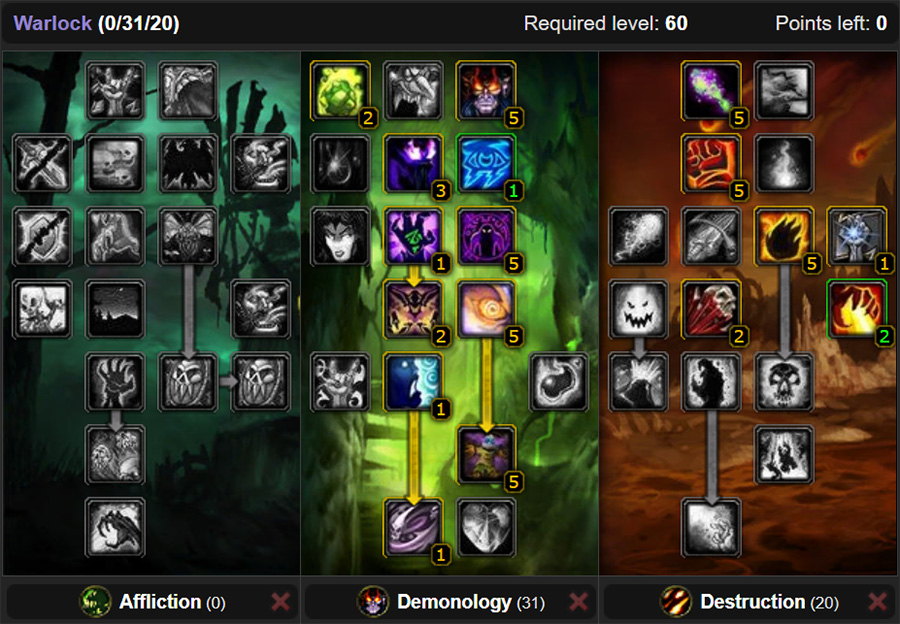 Warlock (0/31/20) Required level: 60 Points left: 0
2 5 5
3 1 5
1 5 5 1
2 5 2 2
1
5
1
Affliction (0) Demonology (31) Destruction (20)